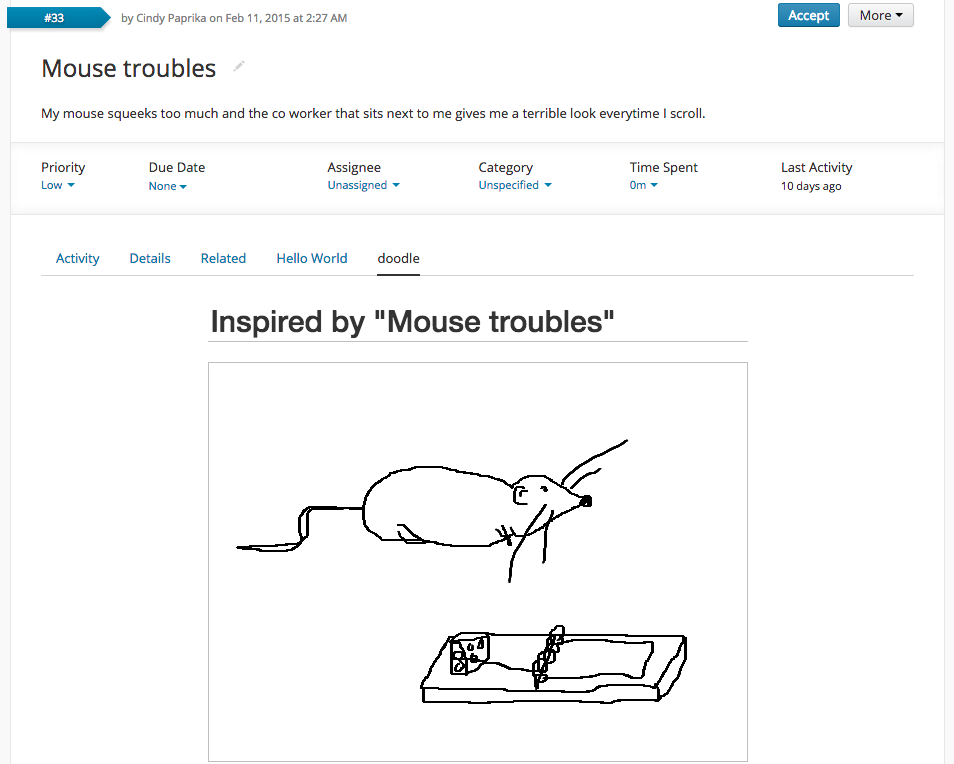 #33 by Cindy Paprika on Feb 11, 2015 at 2:27 AM Accept More
Mouse troubles
My mouse squeeks too much and the co worker that sits next to me gives me a terrible look everytime I scroll.
Priority Due Date Assignee Category Time Spent Last Activity
Low None Unassigned Unspecified 0m 10 days ago
Activity Details Related Hello World doodle
Inspired by "Mouse troubles"